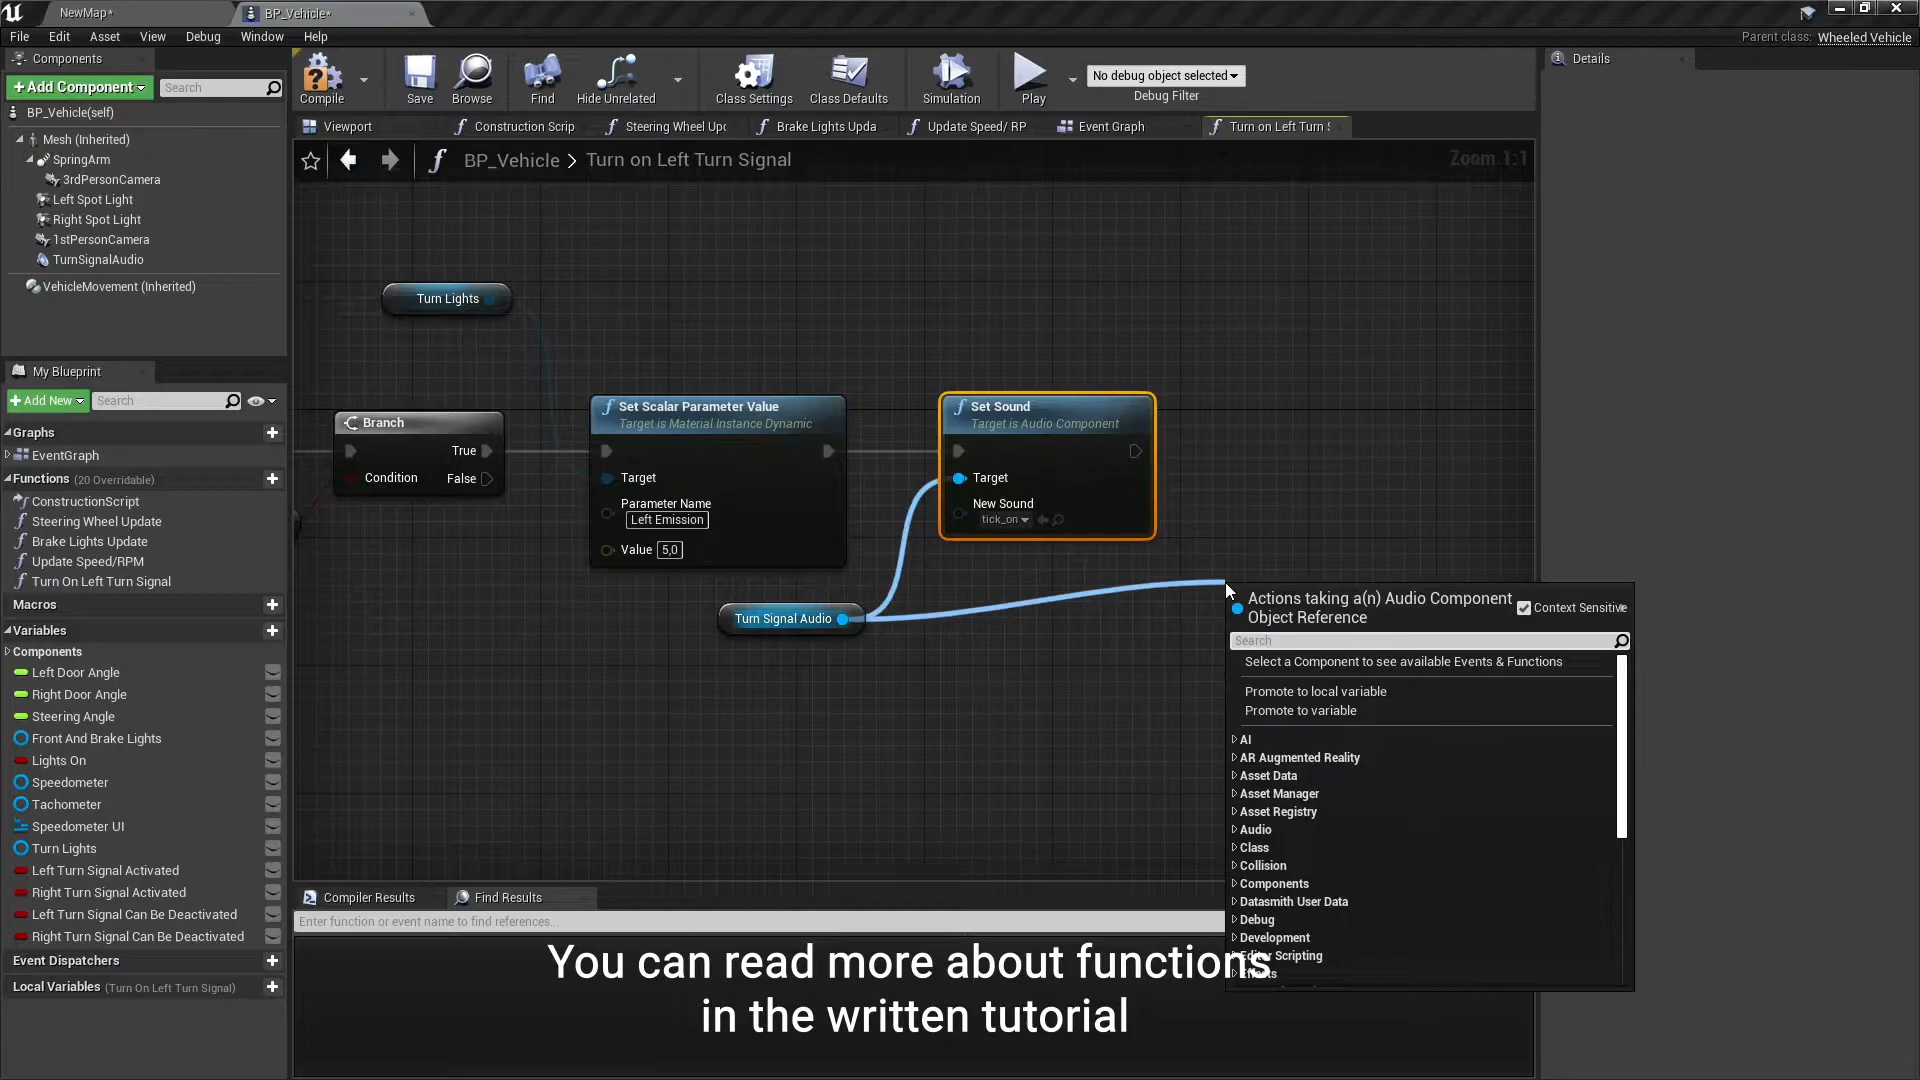 NewMap*
BP_Vehicle*
File Edit Asset View Debug Window Help
Parent class: Wheeled Vehicle
Components
Details
+Add Component
Search
Compile
Save
Browse
Find
Hide Unrelated
Class Settings
Class Defaults
Simulation
Play
No debug object selected
Debug Filter
BP_Vehicle(self)
Mesh (Inherited)
SpringArm
3rdPersonCamera
Left Spot Light
Right Spot Light
1stPersonCamera
TurnSignalAudio
VehicleMovement (Inherited)
Viewport
Construction Scrip
Steering Wheel Upd
Brake Lights Upda
Update Speed/ RP
Event Graph
Turn on Left Turn S
BP_Vehicle > Turn on Left Turn Signal
Zoom 1:1
My Blueprint
+Add New
Search
Graphs
EventGraph
Functions (20 Overridable)
ConstructionScript
Steering Wheel Update
Brake Lights Update
Update Speed/RPM
Turn On Left Turn Signal
Macros
Variables
Components
Left Door Angle
Right Door Angle
Steering Angle
Front And Brake Lights
Lights On
Speedometer
Tachometer
Speedometer UI
Turn Lights
Left Turn Signal Activated
Right Turn Signal Activated
Left Turn Signal Can Be Deactivated
Right Turn Signal Can Be Deactivated
Event Dispatchers
Local Variables (Turn On Left Turn Signal)
Turn Lights
Branch
True
Condition
False
Set Scalar Parameter Value
Target is Material Instance Dynamic
Target
Parameter Name
Left Emission
Value 5,0
Set Sound
Target is Audio Component
Target
New Sound
tick_on
Turn Signal Audio
Actions taking a(n) Audio Component
Object Reference
Context Sensitive
Search
Select a Component to see available Events & Functions
Promote to local variable
Promote to variable
AI
AR Augmented Reality
Asset Data
Asset Manager
Asset Registry
Audio
Class
Collision
Components
Datasmith User Data
Debug
Development
Editor Scripting
Effects
Compiler Results
Find Results
Enter function or event name to find references...
You can read more about functions
in the written tutorial